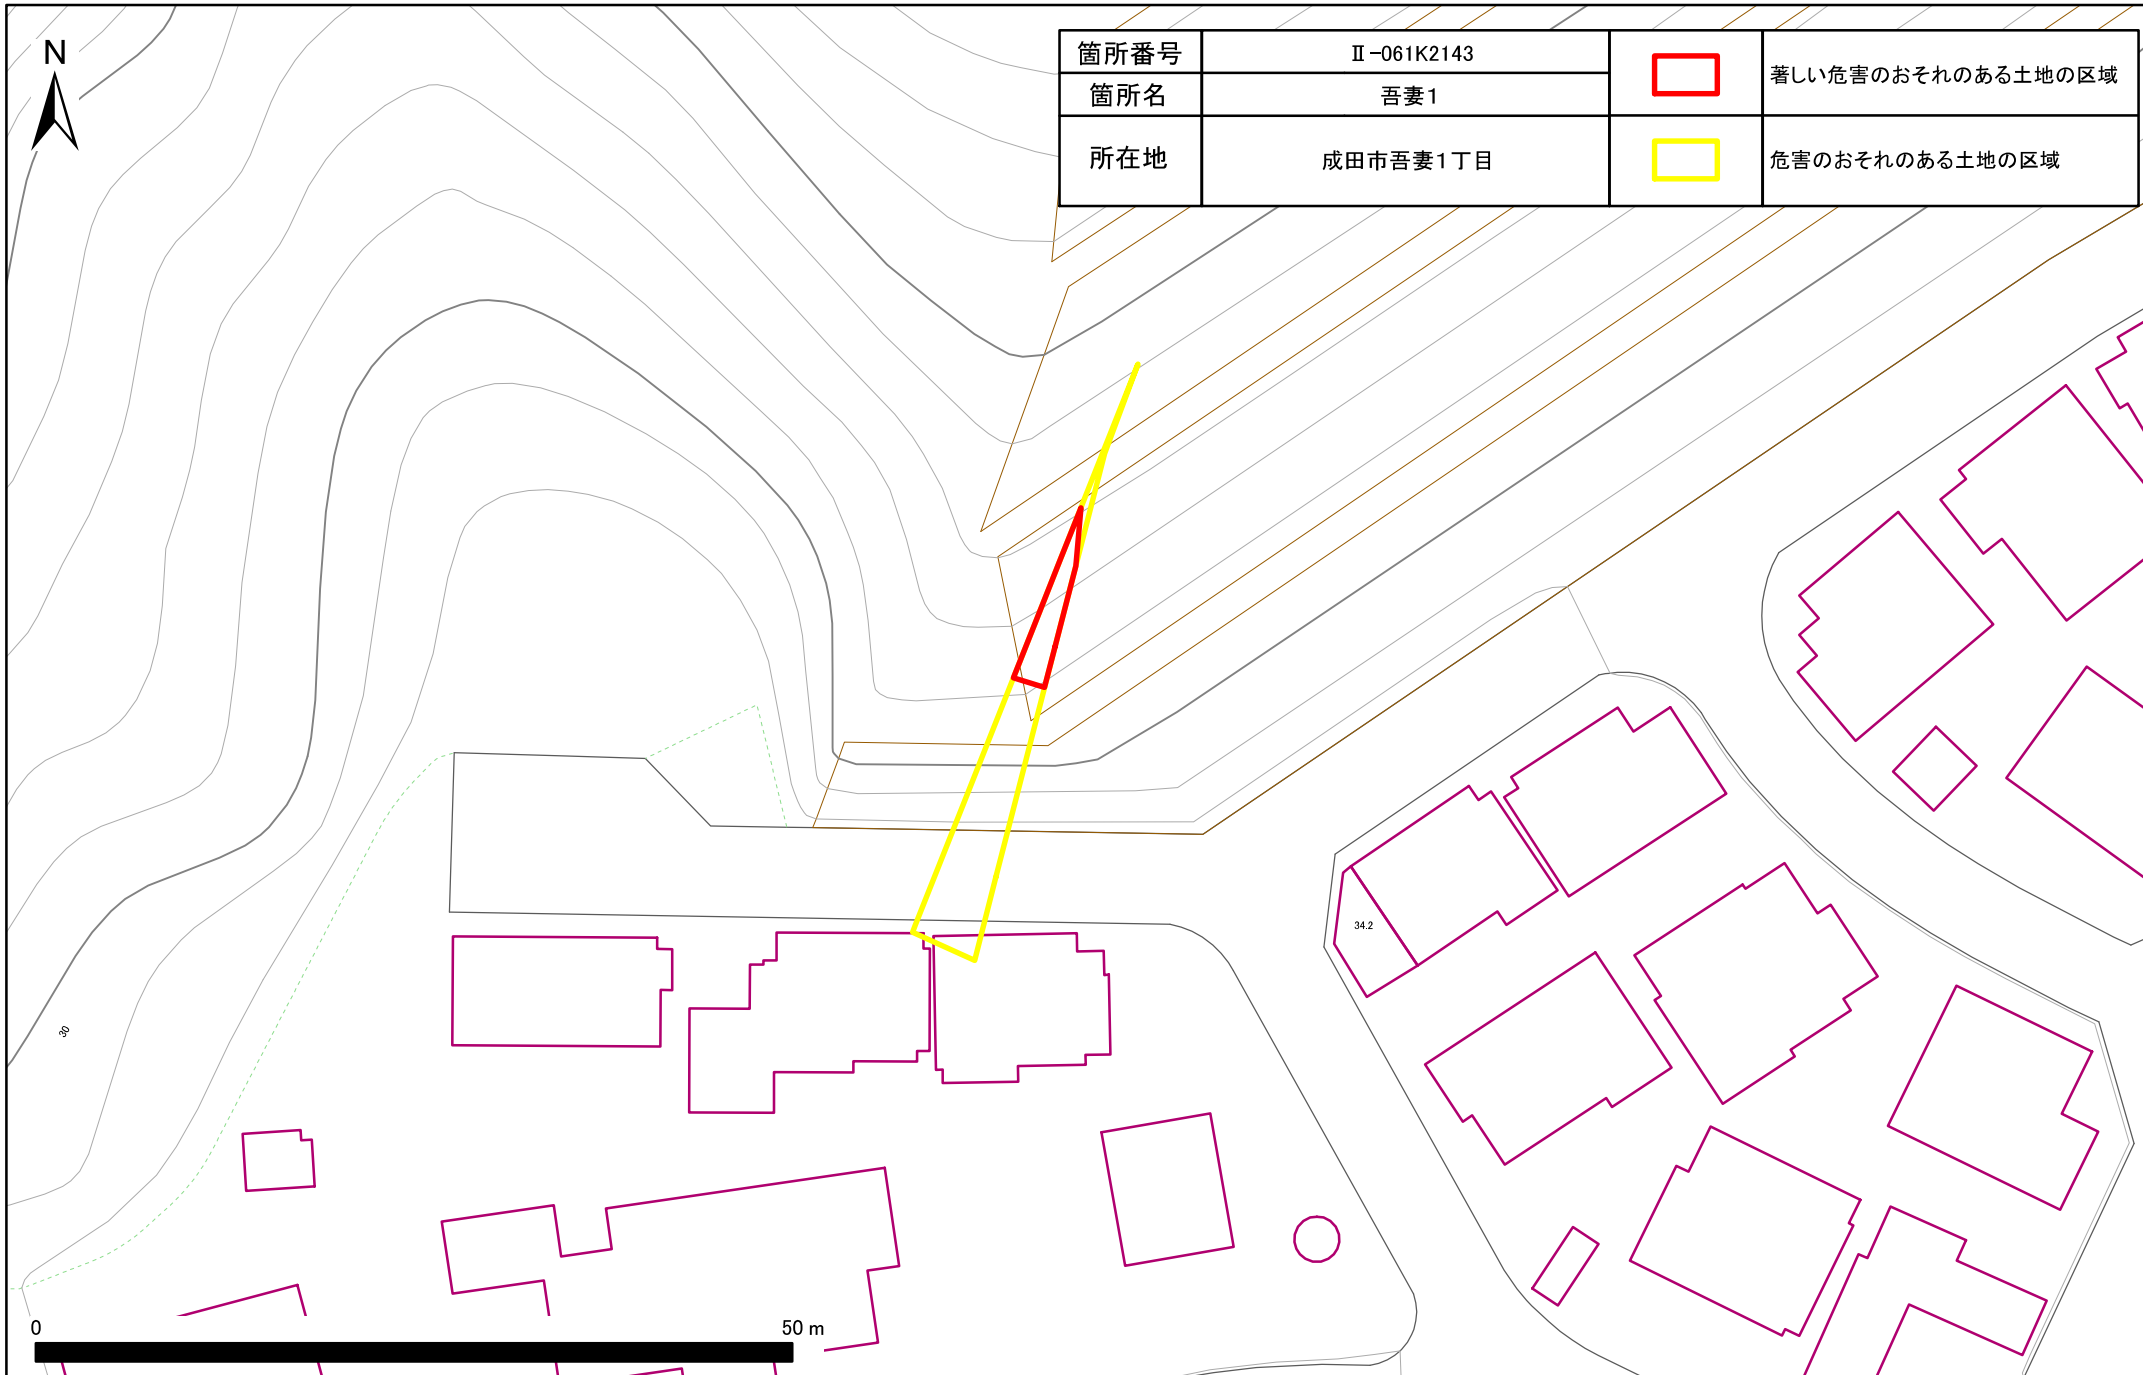 N
箇所番号
Ⅱ-061K2143
著しい危害のおそれのある土地の区域
箇所名
吾妻1
所在地
成田市吾妻1丁目
危害のおそれのある土地の区域
34.2
30
0
50 m